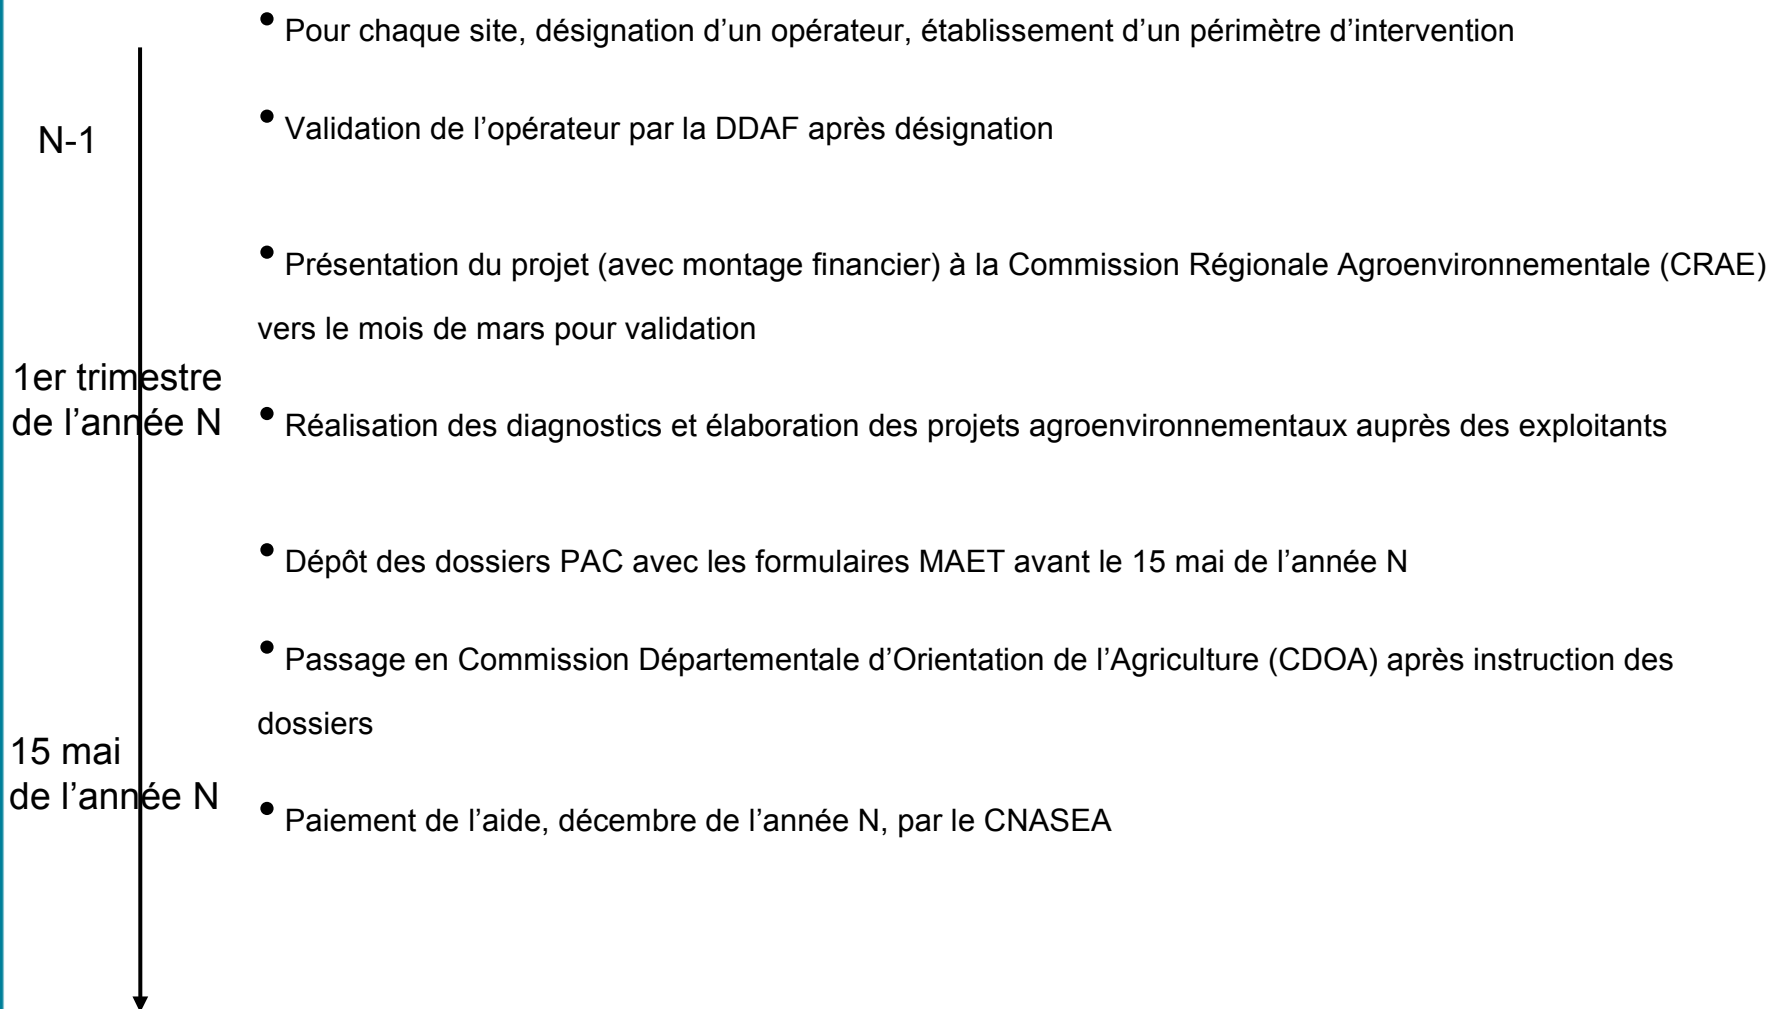 • Pour chaque site, désignation d’un opérateur, établissement d’un périmètre d’intervention
N-1
• Validation de l’opérateur par la DDAF après désignation
• Présentation du projet (avec montage financier) à la Commission Régionale Agroenvironnementale (CRAE)
vers le mois de mars pour validation
1er trimestre
de l’année N
• Réalisation des diagnostics et élaboration des projets agroenvironnementaux auprès des exploitants
• Dépôt des dossiers PAC avec les formulaires MAET avant le 15 mai de l’année N
• Passage en Commission Départementale d’Orientation de l’Agriculture (CDOA) après instruction des
dossiers
15 mai
de l’année N
• Paiement de l’aide, décembre de l’année N, par le CNASEA